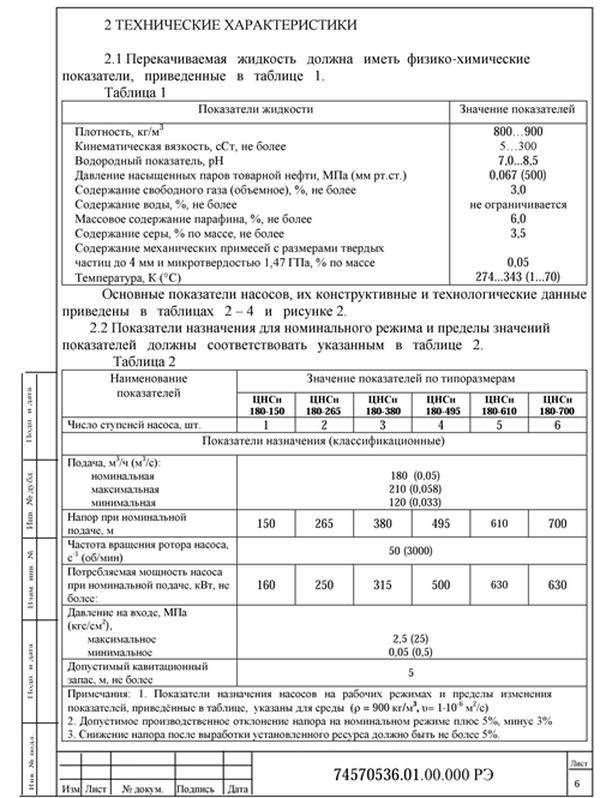 2 ТЕХНИЧЕСКИЕ ХАРАКТЕРИСТИКИ
2.1 Перекачиваемая жидкость должна иметь физико-химические
показатели, приведенные в таблице 1.
Таблица 1
Показатели жидкости Значение показателей
Плотность, кг/м³ 800…900
Кинематическая вязкость, сСт, не более 5…300
Водородный показатель, рН 7,0...8,5
Давление насыщенных паров товарной нефти, МПа (мм рт.ст.) 0,067 (500)
Содержание свободного газа (объемное), %, не более 3,0
Содержание воды, %, не более не ограничивается
Массовое содержание парафина, %, не более 6,0
Содержание серы, % по массе, не более 3,5
Содержание механических примесей с размерами твердых
частиц до 4 мм и микротвердостью 1,47 ГПа, % по массе 0,05
Температура, К (°С) 274...343 (1...70)
Основные показатели насосов, их конструктивные и технологические данные
приведены в таблицах 2 – 4 и рисунке 2.
2.2 Показатели назначения для номинального режима и пределы значений
показателей должны соответствовать указанным в таблице 2.
Таблица 2
Наименование показателей Значение показателей по типоразмерам
ЦНСн 180-150 ЦНСн 180-265 ЦНСн 180-380 ЦНСн 180-495 ЦНСн 180-610 ЦНСн 180-700
Число ступеней насоса, шт. 1 2 3 4 5 6
Показатели назначения (классификационные)
Подача, м³/ч (м³/с):
номинальная 180 (0,05)
максимальная 210 (0,058)
минимальная 120 (0,033)
Напор при номинальной
подаче, м 150 265 380 495 610 700
Частота вращения ротора насоса,
с⁻¹ (об/мин) 50 (3000)
Потребляемая мощность насоса
при номинальной подаче, кВт, не
более: 160 250 315 500 630 630
Давление на входе, МПа
(кгс/см²),
максимальное 2,5 (25)
минимальное 0,05 (0,5)
Допустимый кавитационный
запас, м, не более 5
Примечания: 1. Показатели назначения насосов на рабочих режимах и пределы изменения
показателей, приведённые в таблице, указаны для среды (ρ = 900 кг/м³, υ= 1·10⁻⁶ м²/с)
2. Допустимое производственное отклонение напора на номинальном режиме плюс 5%, минус 3%
3. Снижение напора после выработки установленного ресурса должно быть не более 5%.
Подп. и дата
Инв. № дубл.
Взам. инв. №
Подп. и дата
Инв. № подл.
74570536.01.00.000 РЭ
Лист
6
Изм Лист № докум. Подпись Дата